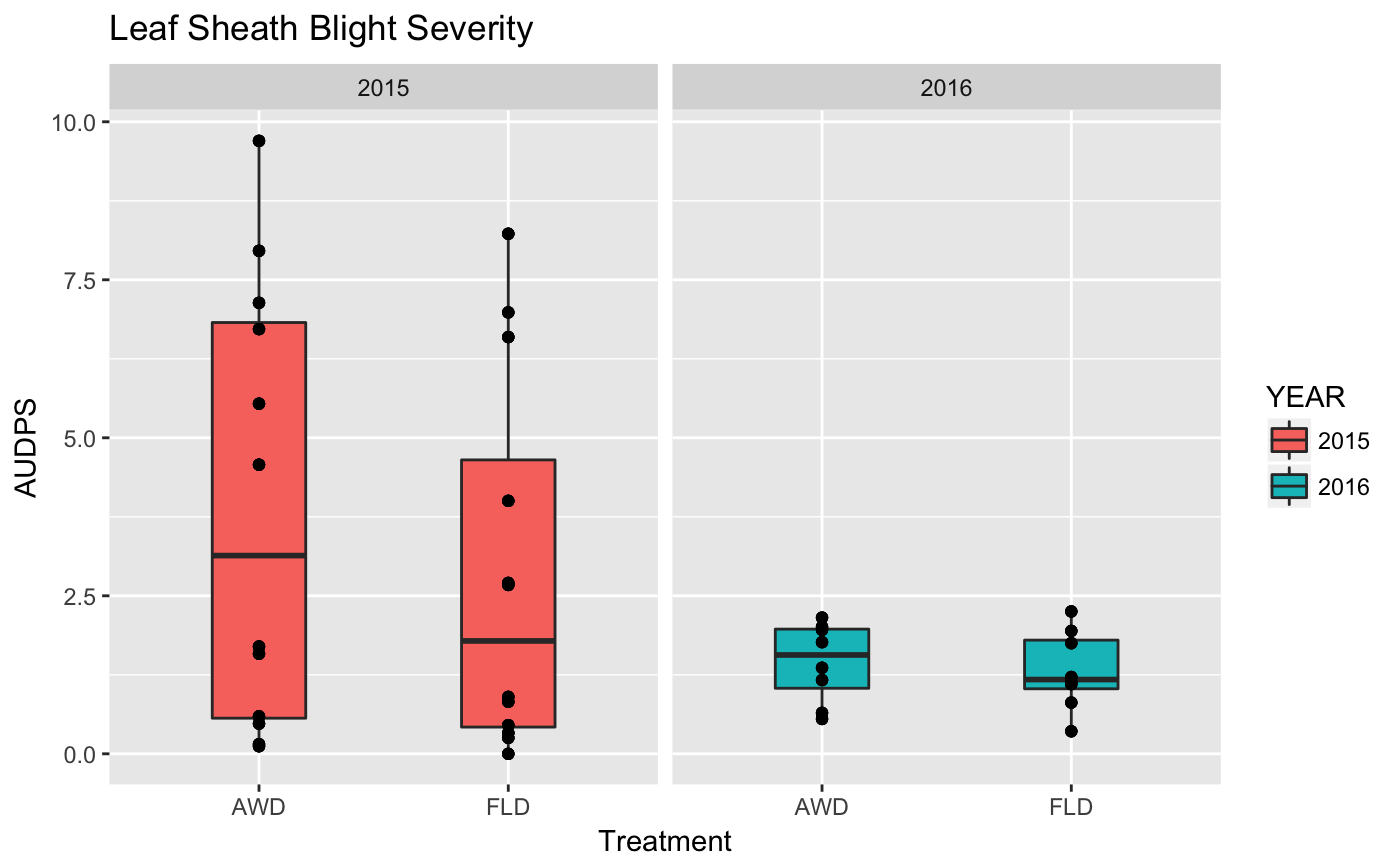 Leaf Sheath Blight Severity
2015
2016
10.0
7.5
5.0
2.5
0.0
AUDPS
AWD
FLD
AWD
FLD
Treatment
YEAR
2015
2016